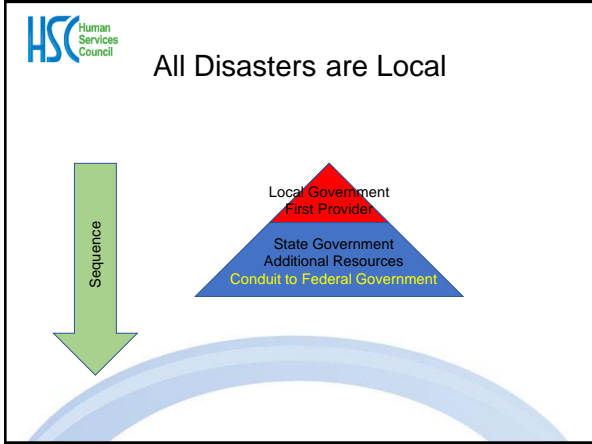 HSC
Human
Services
Council
All Disasters are Local
Sequence
Local Government
First Provider
State Government
Additional Resources
Conduit to Federal Government